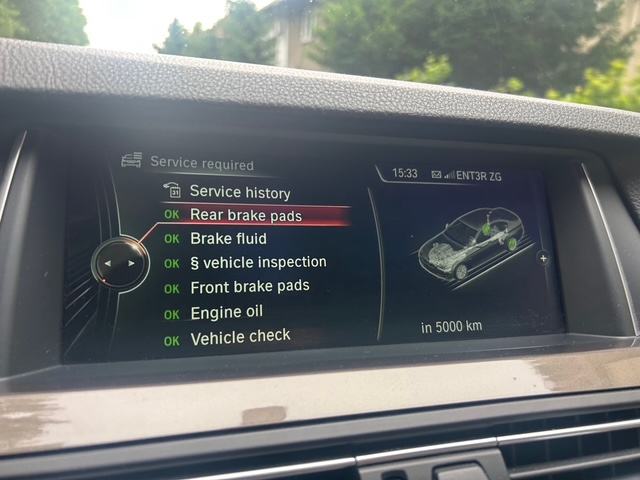 Service required
15:33 ENT3R ZG
31 Service history
OK Rear brake pads
OK Brake fluid
OK § vehicle inspection
OK Front brake pads
OK Engine oil
OK Vehicle check
in 5000 km